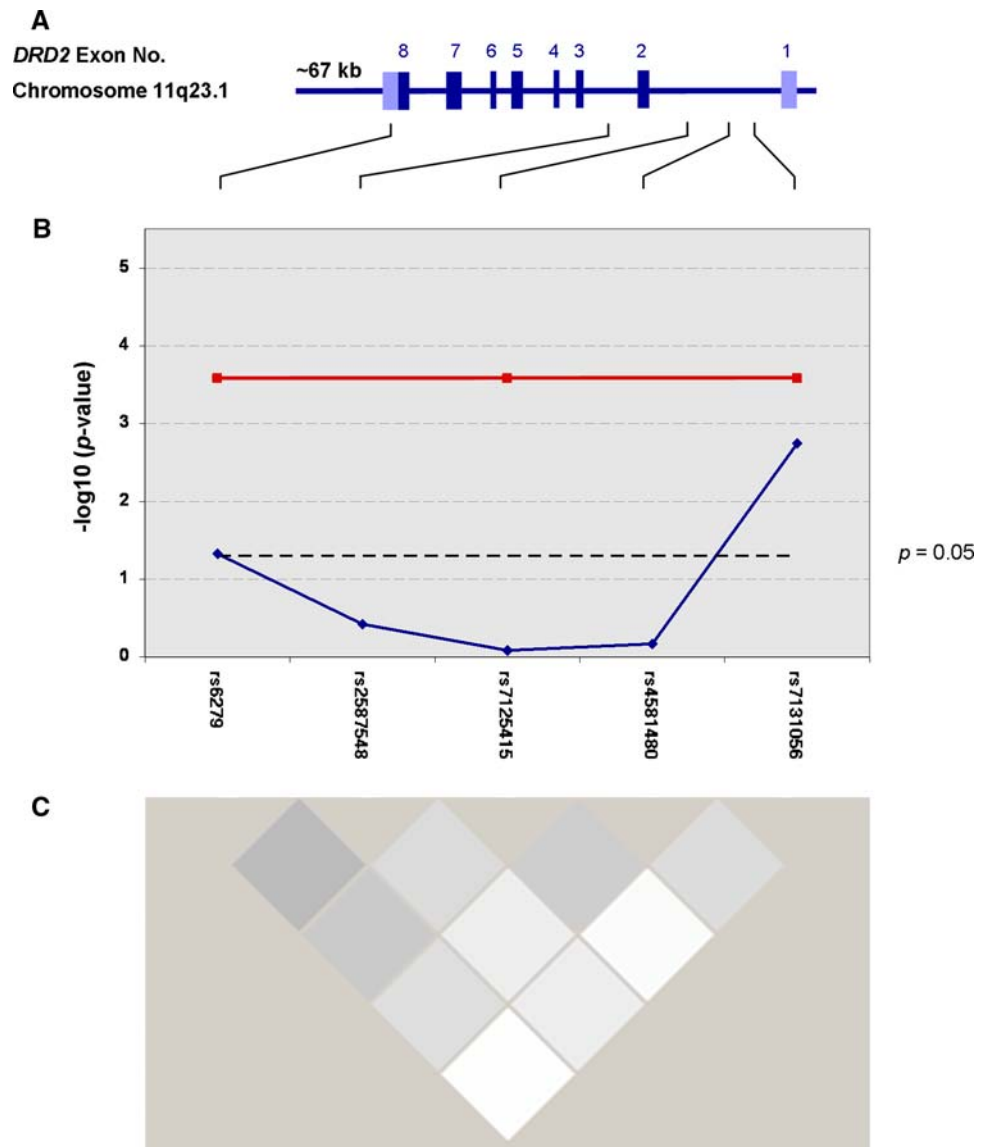 A
DRD2 Exon No.
8 7 6 5 4 3 2 1
~67 kb
Chromosome 11q23.1
B
5
4
3
2
1
0
-log10 (p-value)
p = 0.05
rs6279
rs2587548
rs7125415
rs4581480
rs7131056
C